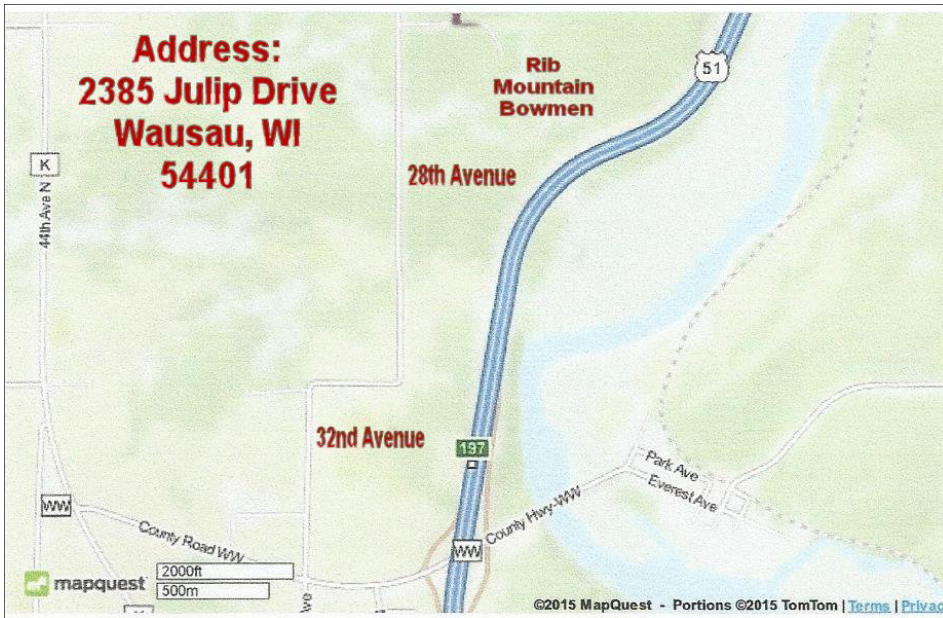 Address:
2385 Julip Drive
Wausau, WI
54401
Rib
Mountain
Bowmen
51
K
44th Ave N
28th Avenue
32nd Avenue
197
Park Ave
Everest Ave
WW
County Road WW
WW
County Hwy-WW
mapquest
2000ft
500m
K
©2015 MapQuest - Portions ©2015 TomTom | Terms | Privac